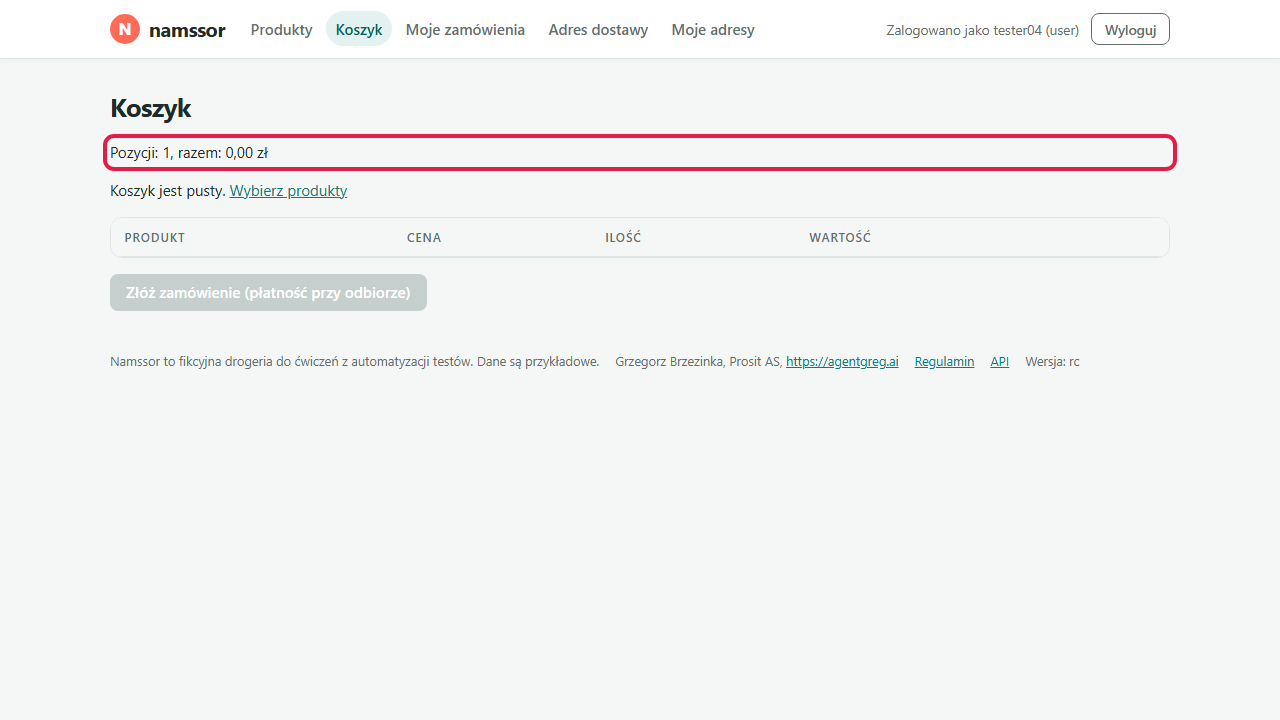 N namssor Produkty Koszyk Moje zamówienia Adres dostawy Moje adresy Zalogowano jako tester04 (user) Wyloguj
Koszyk
Pozycji: 1, razem: 0,00 zł
Koszyk jest pusty. Wybierz produkty
PRODUKT CENA ILOŚĆ WARTOŚĆ
Złóż zamówienie (płatność przy odbiorze)
Namssor to fikcyjna drogeria do ćwiczeń z automatyzacji testów. Dane są przykładowe. Grzegorz Brzezinka, Prosit AS, https://agentgreg.ai Regulamin API Wersja: rc